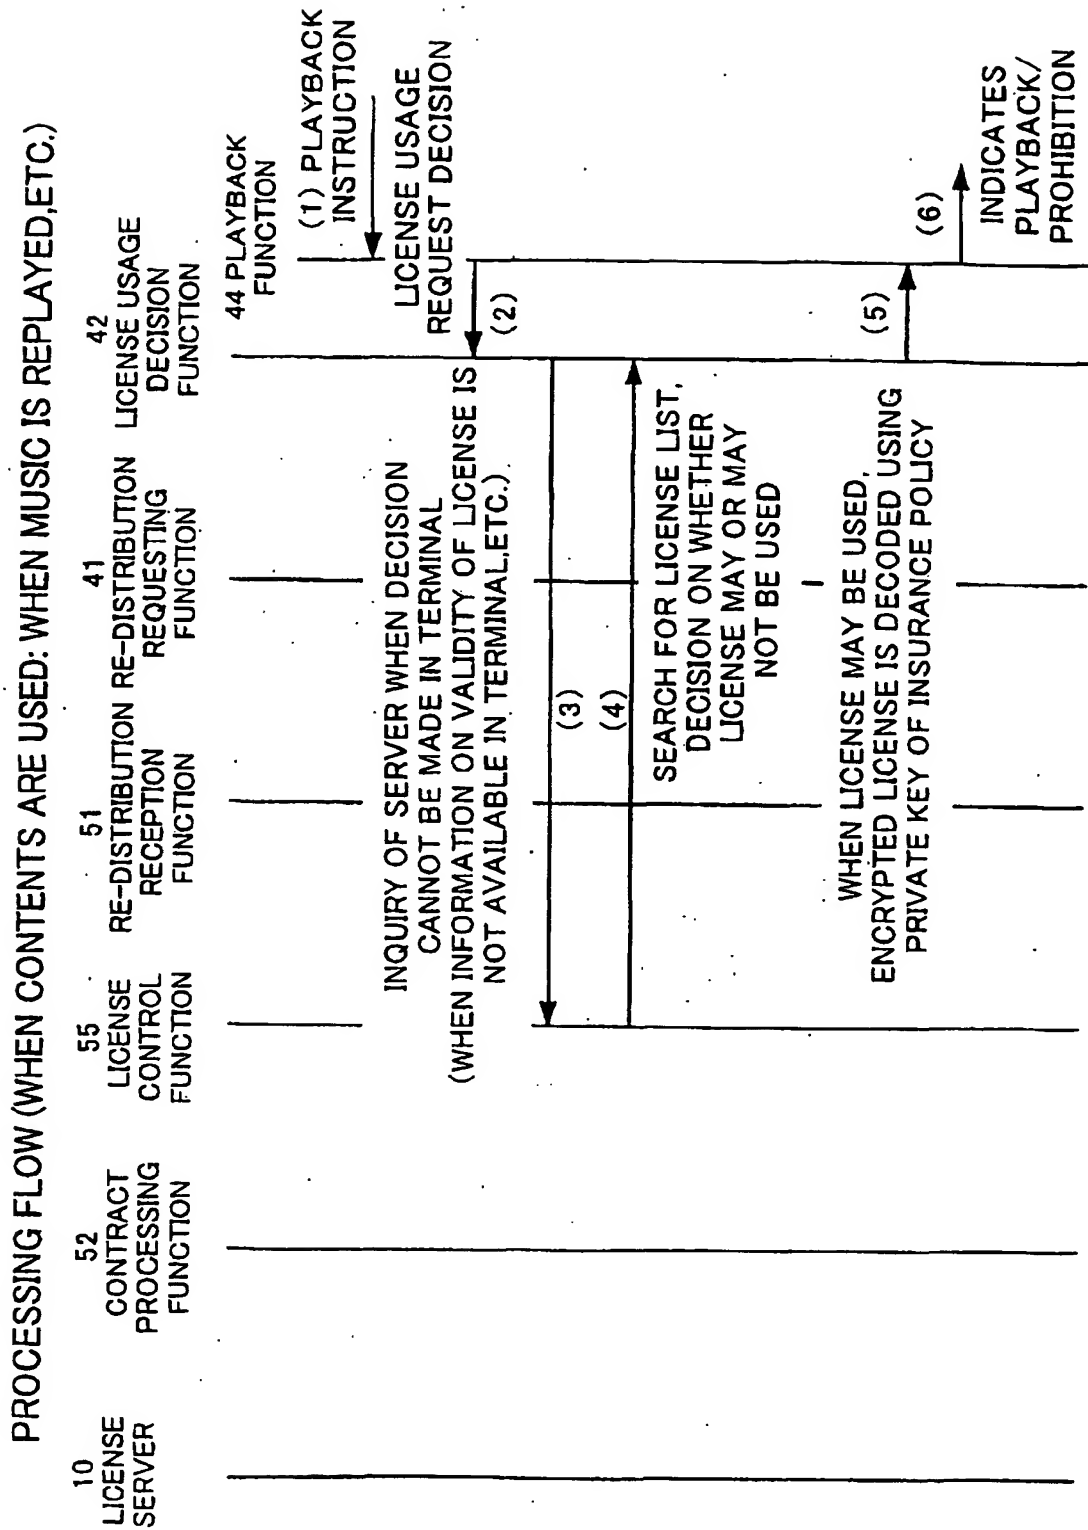 PROCESSING FLOW (WHEN CONTENTS ARE USED: WHEN MUSIC IS REPLAYED,ETC.)
10
LICENSE
SERVER
52
CONTRACT
PROCESSING
FUNCTION
55
LICENSE
CONTROL
FUNCTION
51
RE-DISTRIBUTION
RECEPTION
FUNCTION
41
RE-DISTRIBUTION
REQUESTING
FUNCTION
42
LICENSE USAGE
DECISION
FUNCTION
44 PLAYBACK
FUNCTION
(1) PLAYBACK
INSTRUCTION
LICENSE USAGE
REQUEST DECISION
(2)
INQUIRY OF SERVER WHEN DECISION
CANNOT BE MADE IN TERMINAL
(WHEN INFORMATION ON VALIDITY OF LICENSE IS
NOT AVAILABLE IN TERMINAL,ETC.)
(3)
(4)
SEARCH FOR LICENSE LIST,
DECISION ON WHETHER
LICENSE MAY OR MAY
NOT BE USED
WHEN LICENSE MAY BE USED,
ENCRYPTED LICENSE IS DECODED USING
PRIVATE KEY OF INSURANCE POLICY
(5)
(6)
INDICATES
PLAYBACK/
PROHIBITION